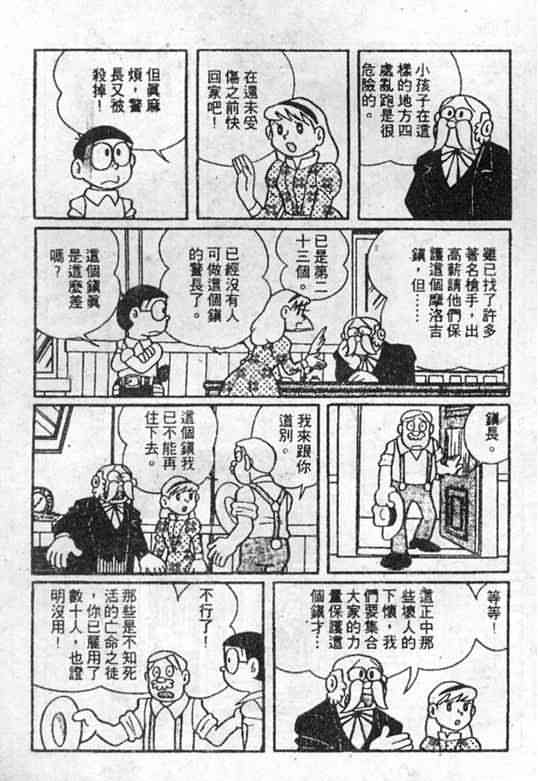 小孩子在這
樣的地方四
處亂跑是很
危險的。
在還未受
傷之前快
回家吧！
但眞麻
煩，警
長又被
殺掉！
雖已找了許多
著名槍手，出
高薪請他們保
護這個摩洛吉
鎮，但……
已是第二
十三個。
已經沒有人
可做這個鎮
的警長了。
這個鎮眞
是這麼差
嗎？
鎮長。
我來跟你
道別。
這個鎮我
已不能再
住下去。
等等！
這正中那
些壞人的
下懷，我
們要集合
大家的力
量保護這
個鎮才…
不行了！
那些是不知死
活的亡命之徒
，你已雇用了
數十人，也證
明沒用！